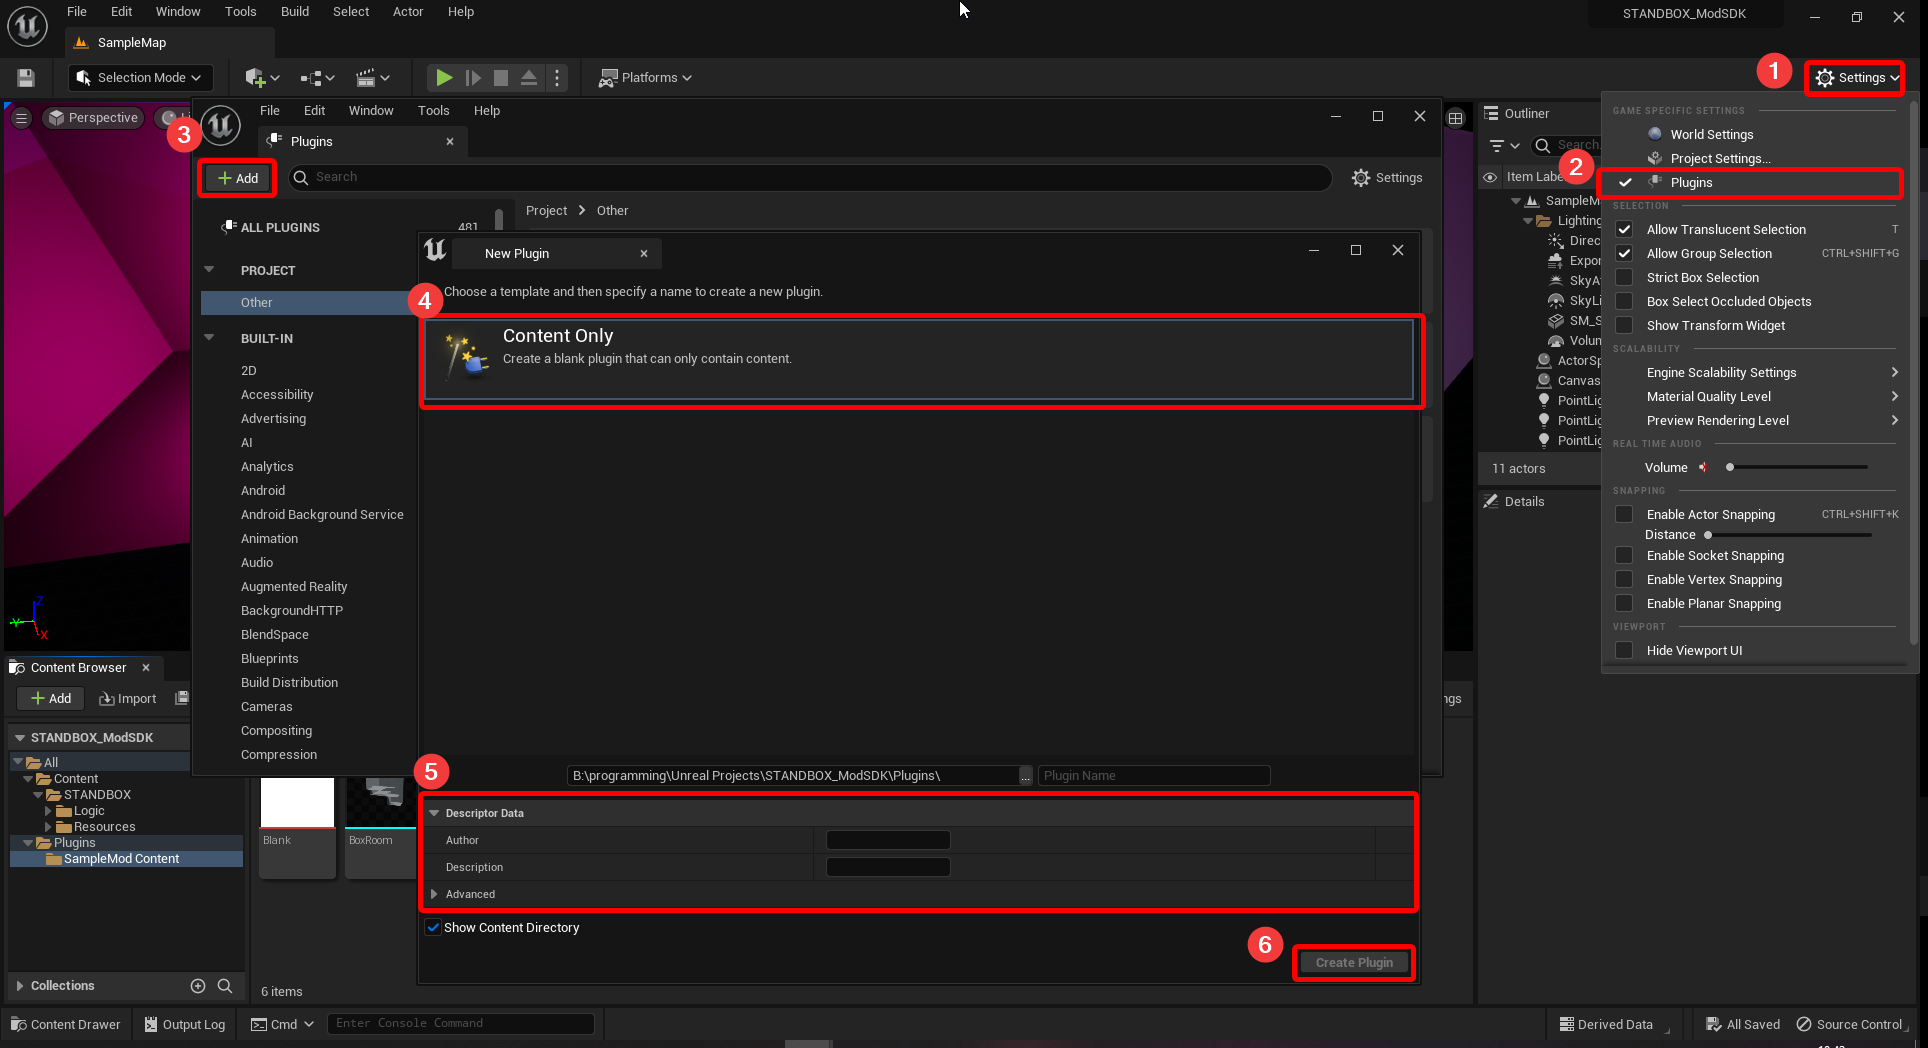 File Edit Window Tools Build Select Actor Help
STANDBOX_ModSDK
SampleMap
Selection Mode
Platforms
1
Settings
Perspective
3
File Edit Window Tools Help
Plugins
Add
Search
Settings
ALL PLUGINS 481
PROJECT
Other
BUILT-IN
2D
Accessibility
Advertising
AI
Analytics
Android
Android Background Service
Animation
Audio
Augmented Reality
BackgroundHTTP
BlendSpace
Blueprints
Build Distribution
Cameras
Compositing
Compression
Project > Other
New Plugin
4
Choose a template and then specify a name to create a new plugin.
Content Only
Create a blank plugin that can only contain content.
5
B:\programming\Unreal Projects\STANDBOX_ModSDK\Plugins\
...
Plugin Name
Descriptor Data
Author
Description
Advanced
Show Content Directory
6
Create Plugin
Outliner
Search
Item Labe
SampleM
Lighting
Direc
Expon
SkyA
SkyLi
SM_S
Volum
ActorSp
Canvas
PointLig
PointLig
PointLig
11 actors
Details
2
GAME SPECIFIC SETTINGS
World Settings
Project Settings...
Plugins
SELECTION
Allow Translucent Selection T
Allow Group Selection CTRL+SHIFT+G
Strict Box Selection
Box Select Occluded Objects
Show Transform Widget
SCALABILITY
Engine Scalability Settings
Material Quality Level
Preview Rendering Level
REAL TIME AUDIO
Volume
SNAPPING
Enable Actor Snapping CTRL+SHIFT+K
Distance
Enable Socket Snapping
Enable Vertex Snapping
Enable Planar Snapping
VIEWPORT
Hide Viewport UI
Z
Y
X
Content Browser
Add Import
ngs
STANDBOX_ModSDK
All
Content
STANDBOX
Logic
Resources
Plugins
SampleMod Content
Blank
BoxRoom
Collections
6 items
Content Drawer
Output Log
Cmd
Enter Console Command
Derived Data
All Saved
Source Control